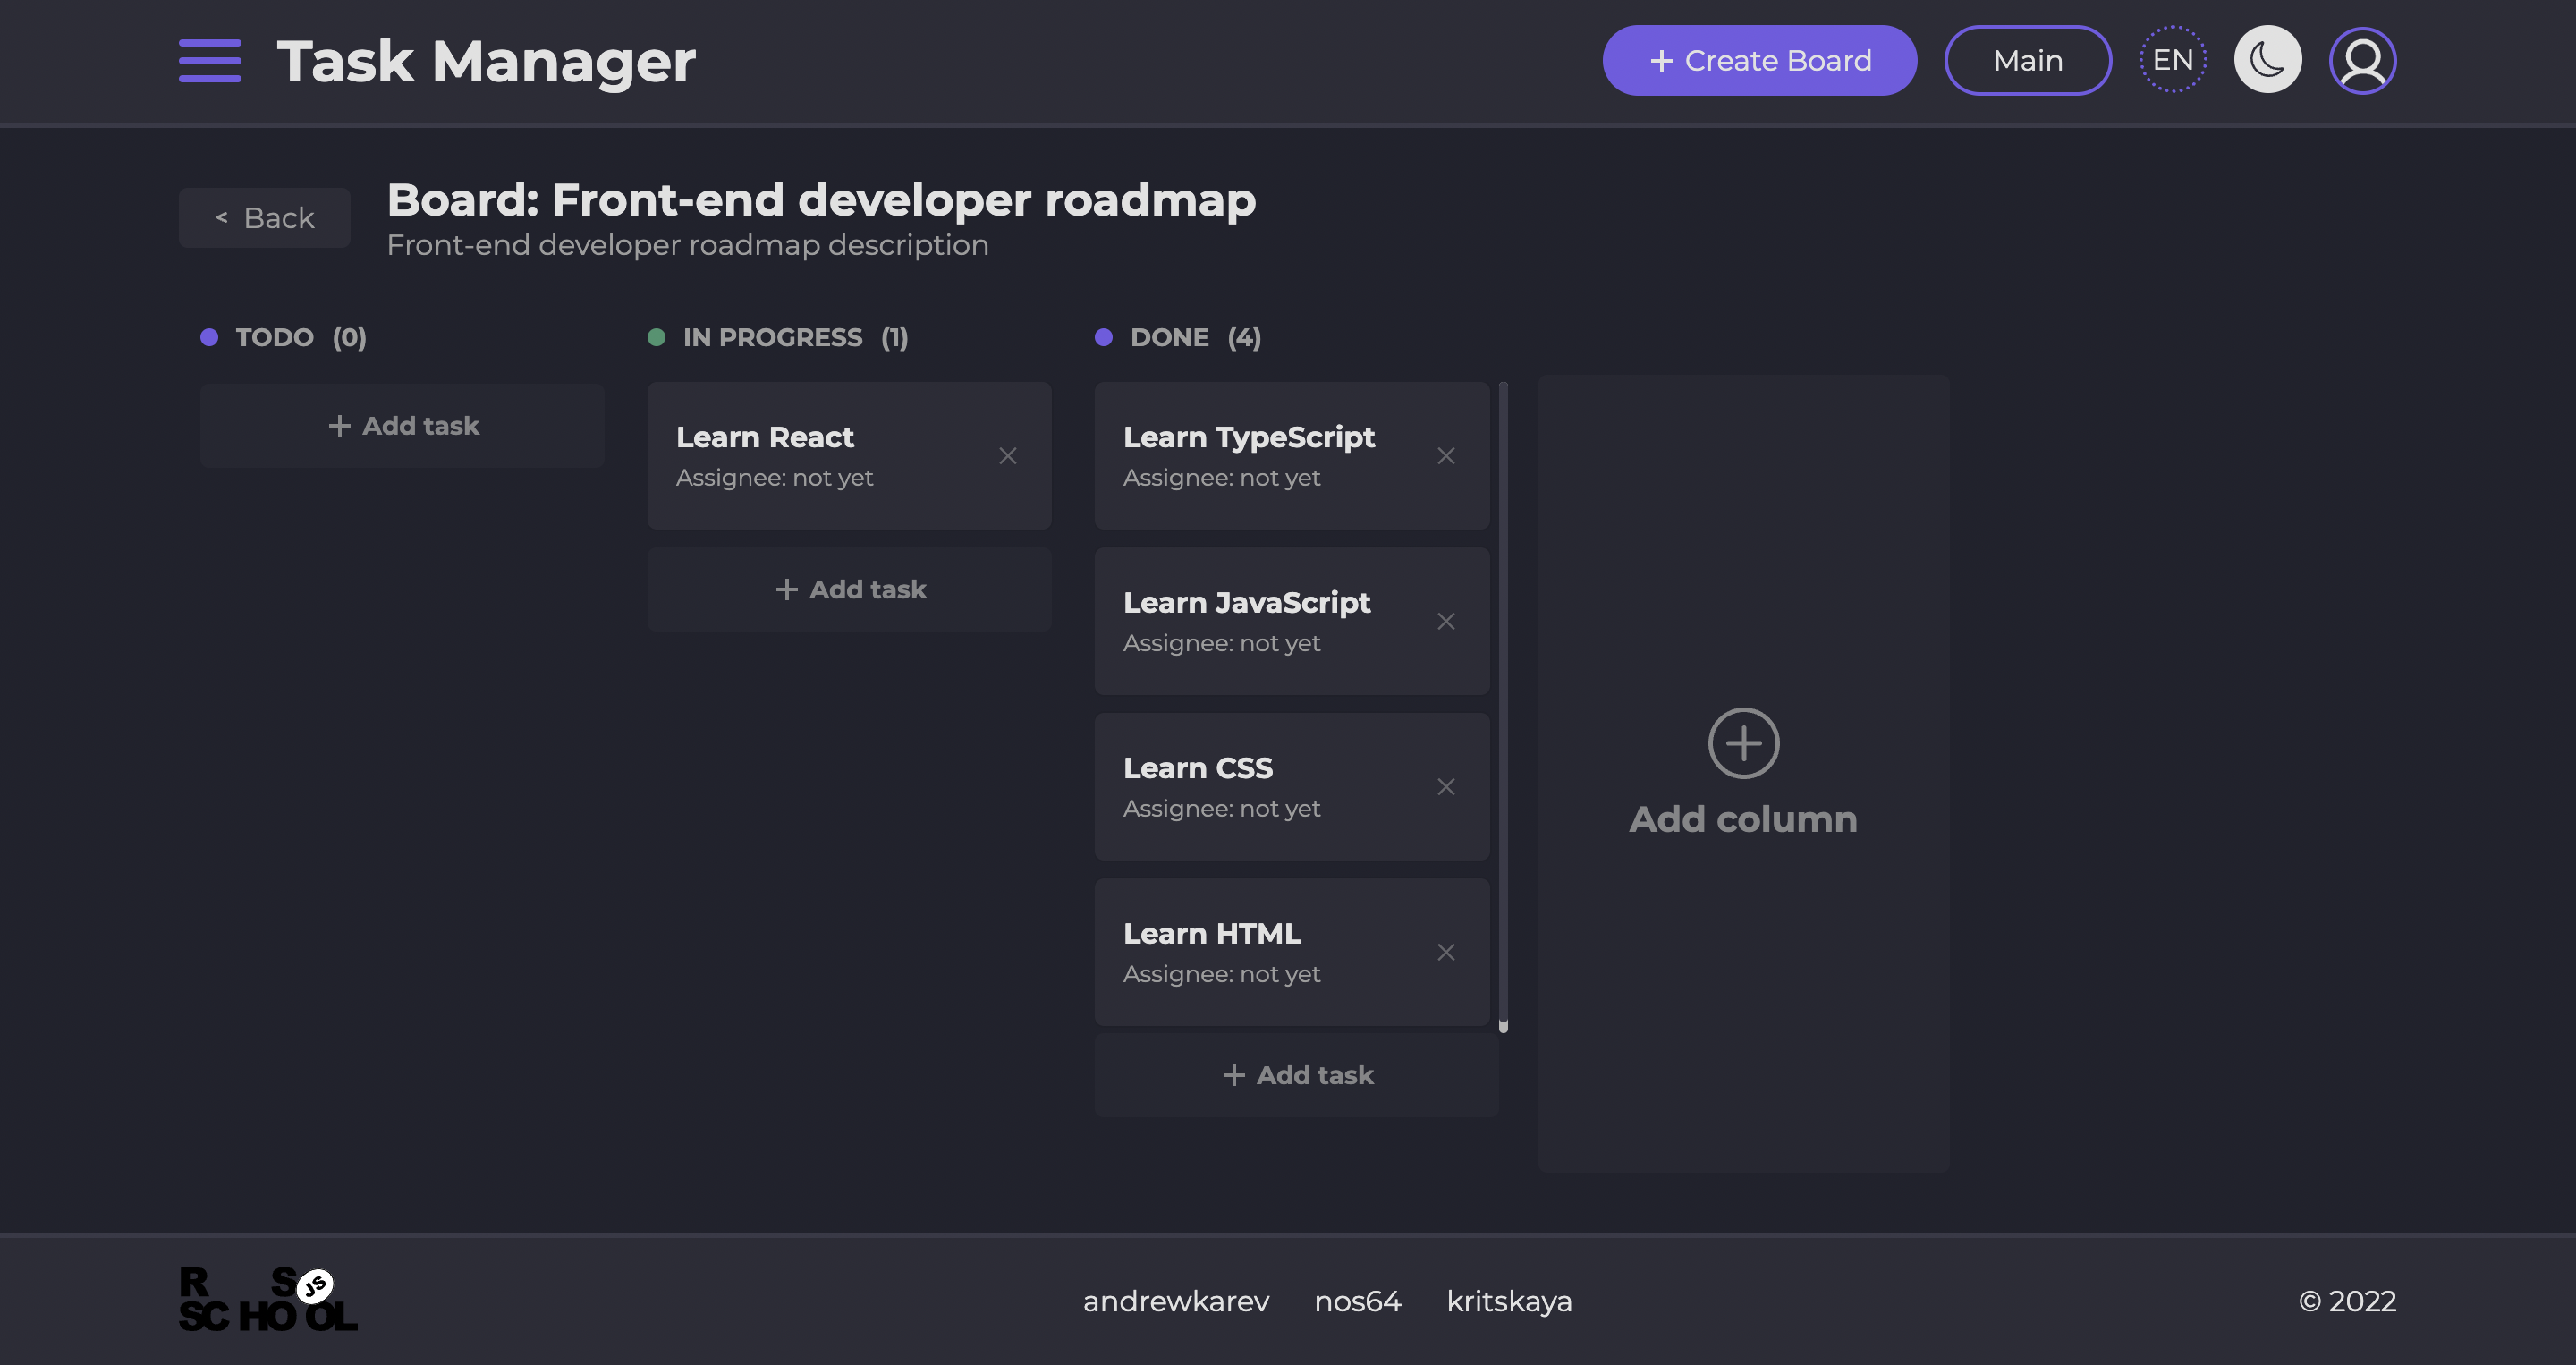 Task Manager
+ Create Board
Main
EN
< Back
Board: Front-end developer roadmap
Front-end developer roadmap description
TODO (0)
+ Add task
IN PROGRESS (1)
Learn React
Assignee: not yet
+ Add task
DONE (4)
Learn TypeScript
Assignee: not yet
Learn JavaScript
Assignee: not yet
Learn CSS
Assignee: not yet
Learn HTML
Assignee: not yet
+ Add task
Add column
R S JS
SCHOOL
andrewkarev nos64 kritskaya
© 2022